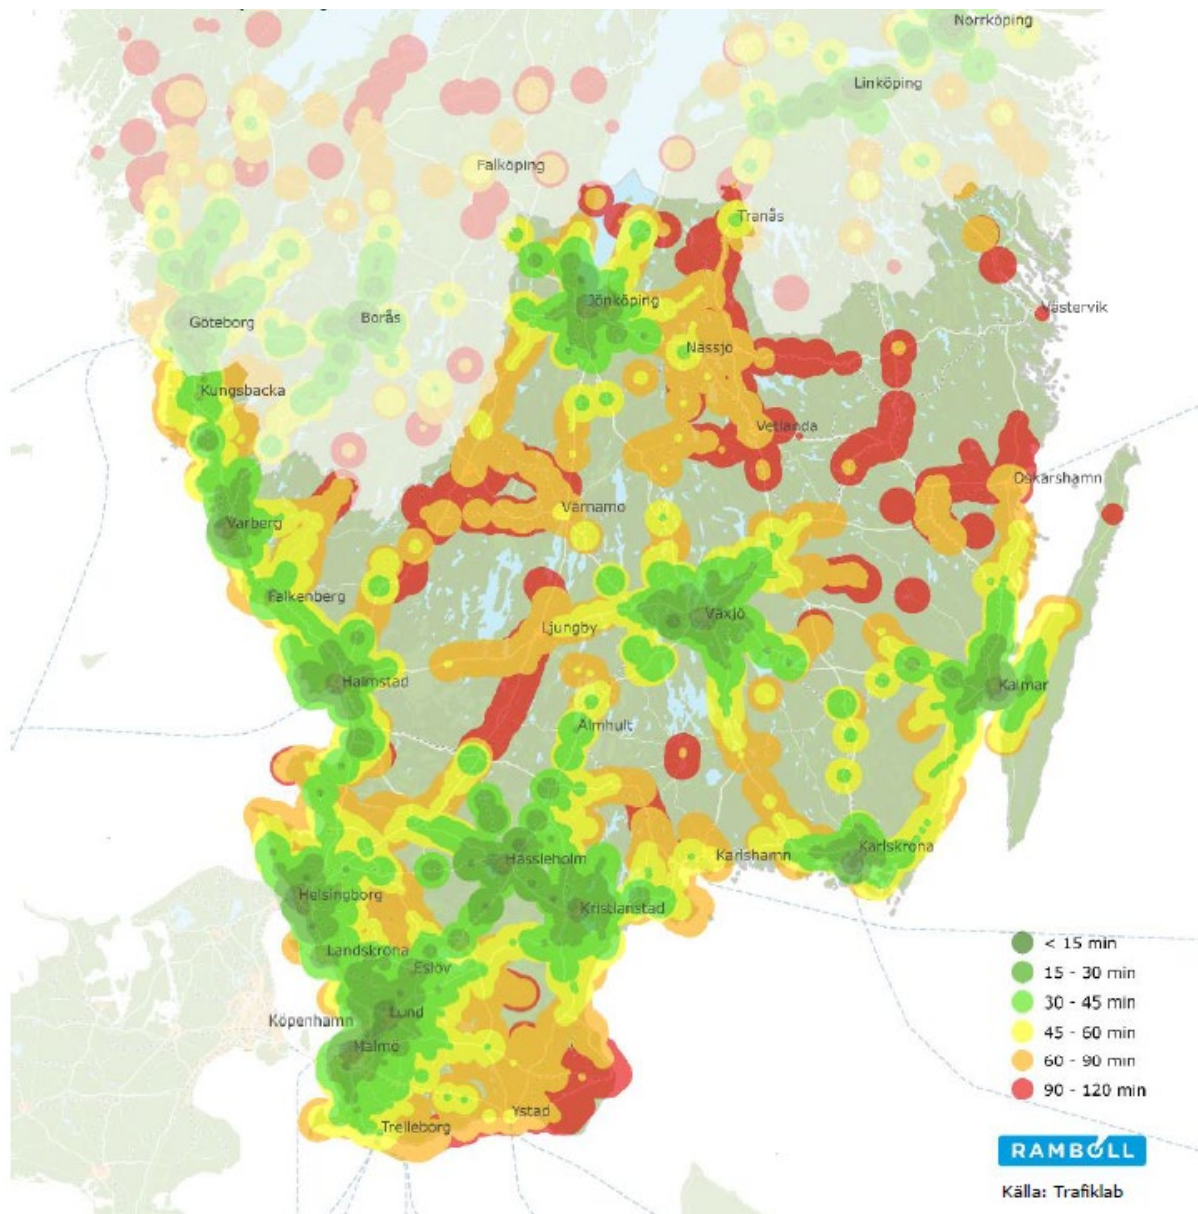 Norrköping
Linköping
Falköping
Tranås
Jönköping
Västervik
Göteborg
Borås
Nässjö
Kungsbacka
Vetlanda
Oskarshamn
Värnamo
Varberg
Falkenberg
Växjö
Ljungby
Halmstad
Kalmar
Älmhult
Karlskrona
Karlshamn
Hässleholm
Helsingborg
Kristianstad
Landskrona
Eslöv
Lund
Köpenhamn
Malmö
Ystad
Trelleborg
< 15 min
15 - 30 min
30 - 45 min
45 - 60 min
60 - 90 min
90 - 120 min
RAMBOLL
Källa: Trafiklab